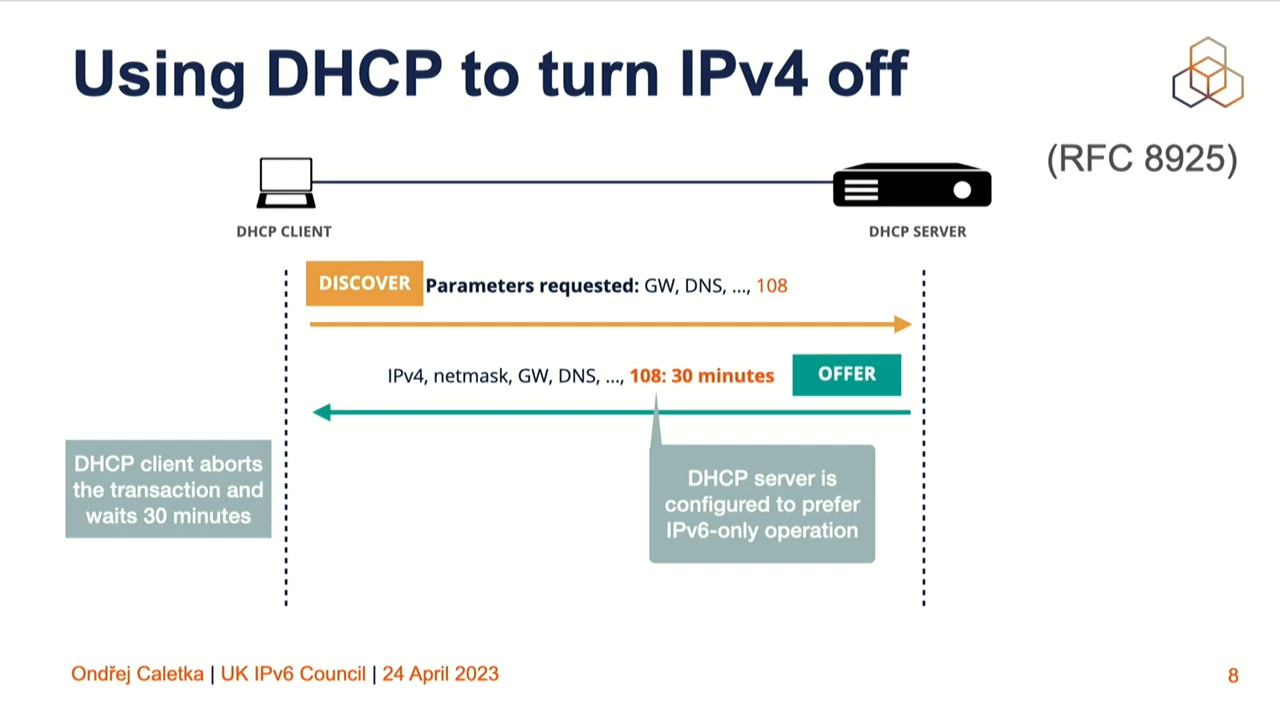 Using DHCP to turn IPv4 off
(RFC 8925)
DHCP CLIENT
DHCP SERVER
DISCOVER
Parameters requested: GW, DNS, ..., 108
IPv4, netmask, GW, DNS, ..., 108: 30 minutes
OFFER
DHCP client aborts
the transaction and
waits 30 minutes
DHCP server is
configured to prefer
IPv6-only operation
Ondřej Caletka | UK IPv6 Council | 24 April 2023
8